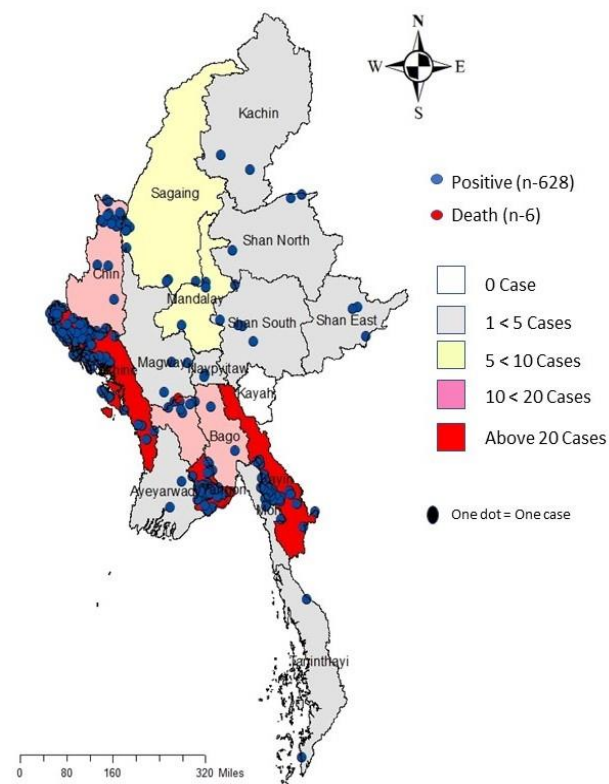 N
W E
S
Kachin
Sagaing
Positive (n-628)
Death (n-6)
Shan North
Chin
Mandalay
0 Case
1 < 5 Cases
5 < 10 Cases
10 < 20 Cases
Above 20 Cases
Shan South
Shan East
Magway
Naypyitaw
Kayah
Bago
Ayeyarwady
Kayin
Mon
One dot = One case
Taninthayi
0 80 160 320 Miles